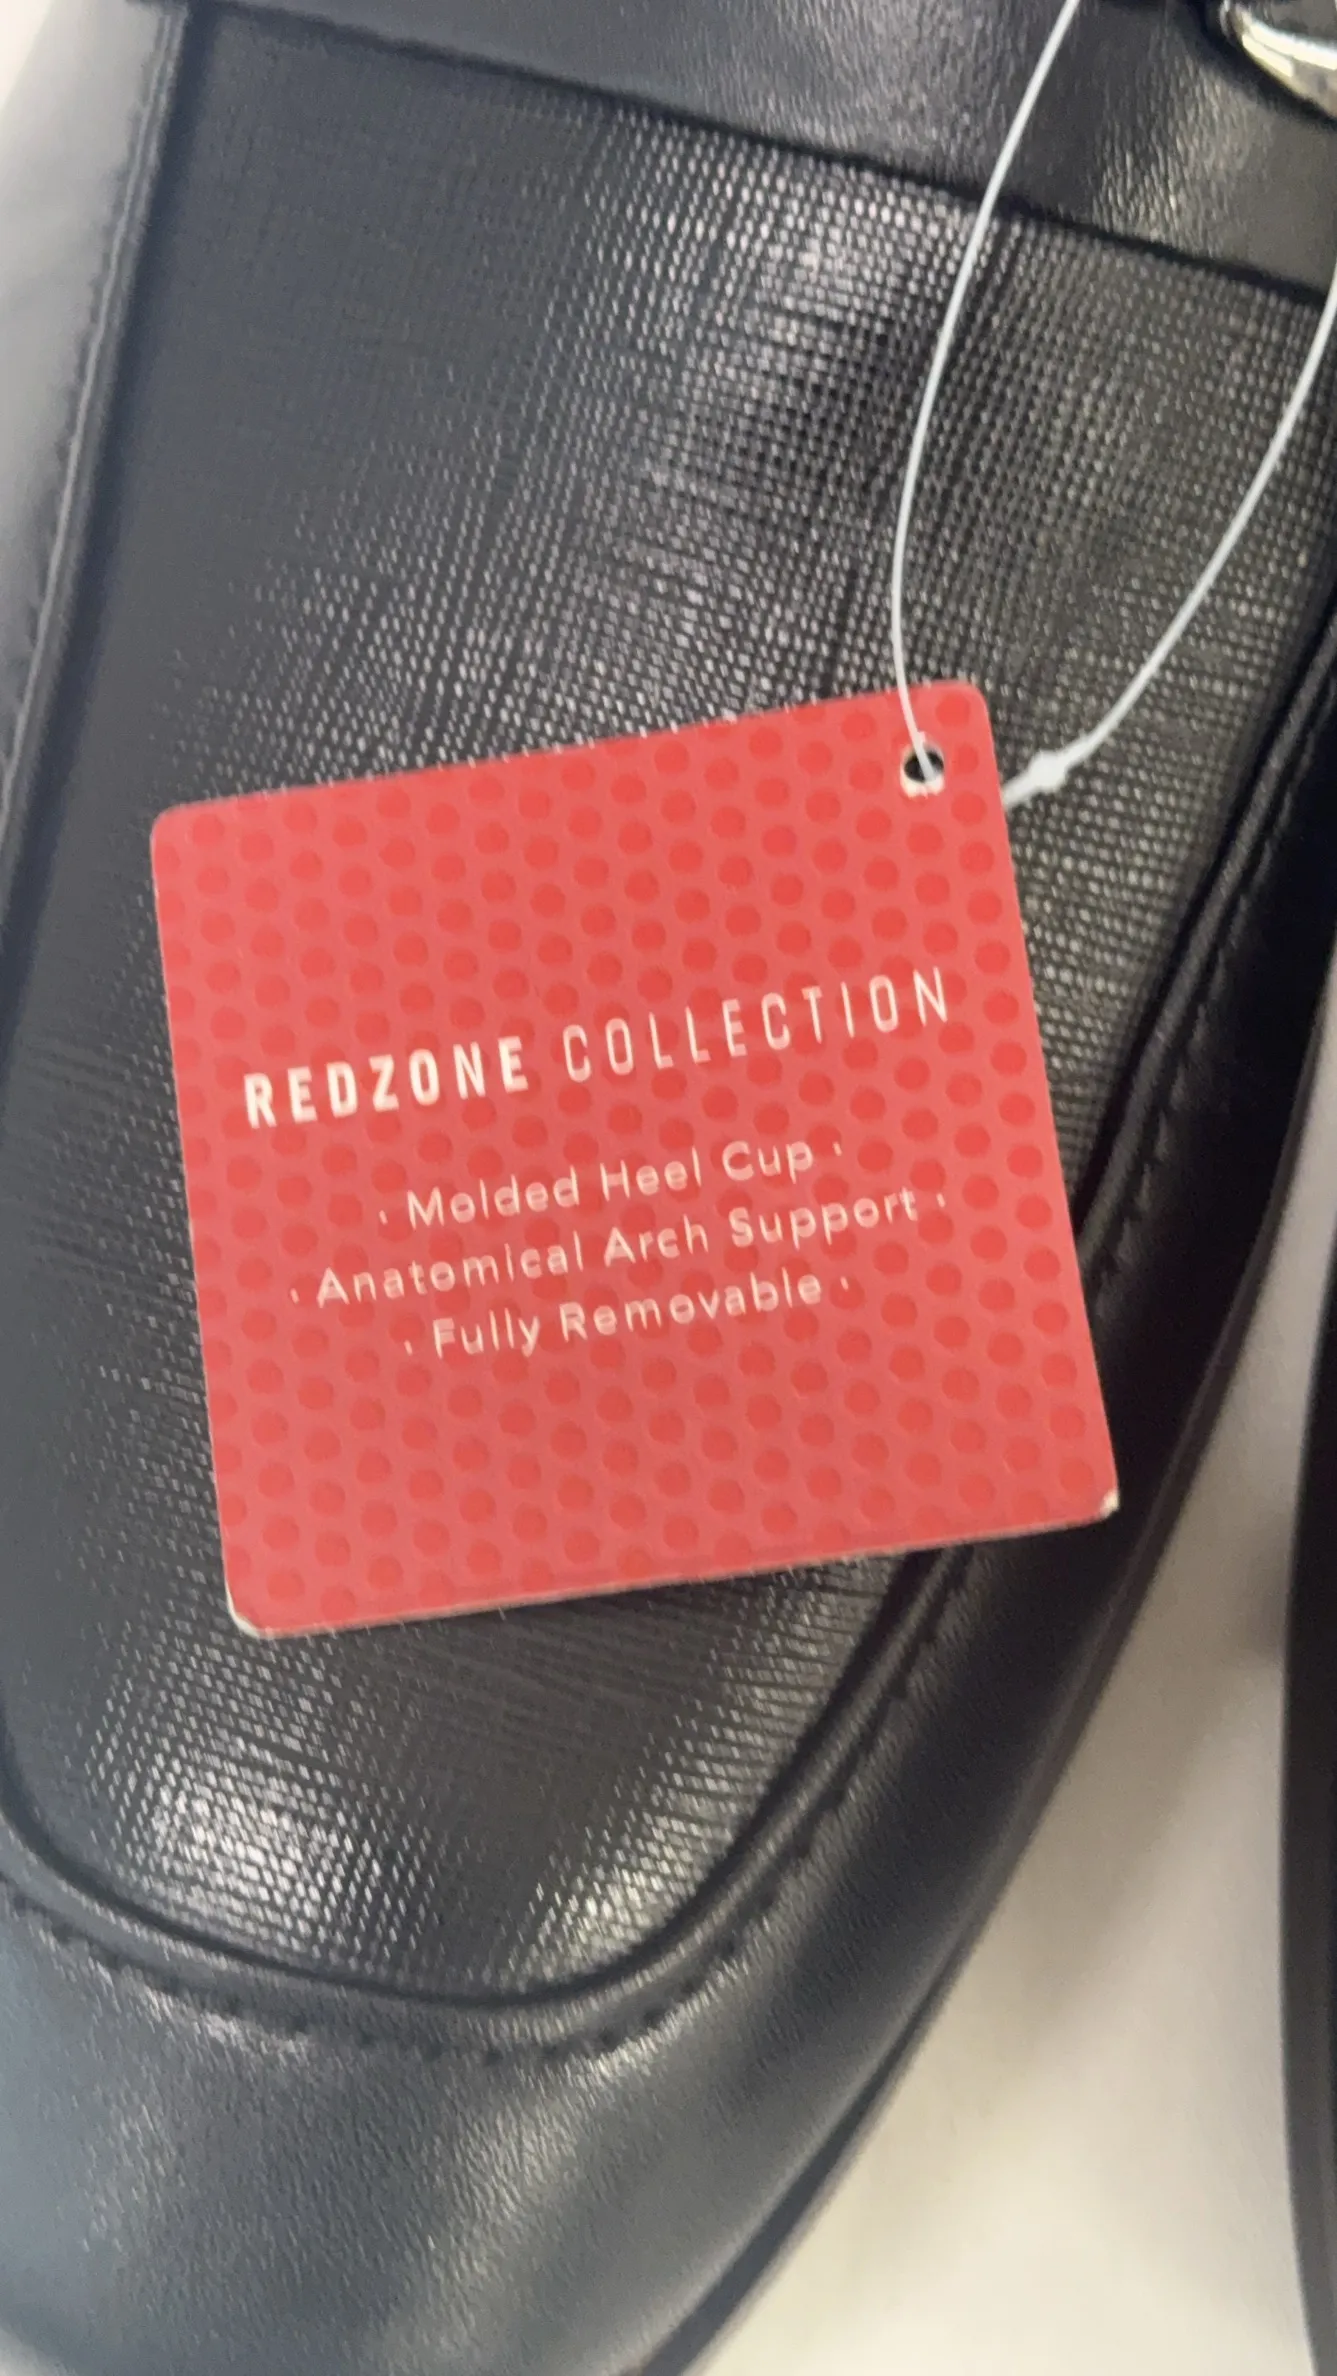 REDZONE COLLECTION
· Molded Heel Cup ·
· Anatomical Arch Support ·
· Fully Removable ·